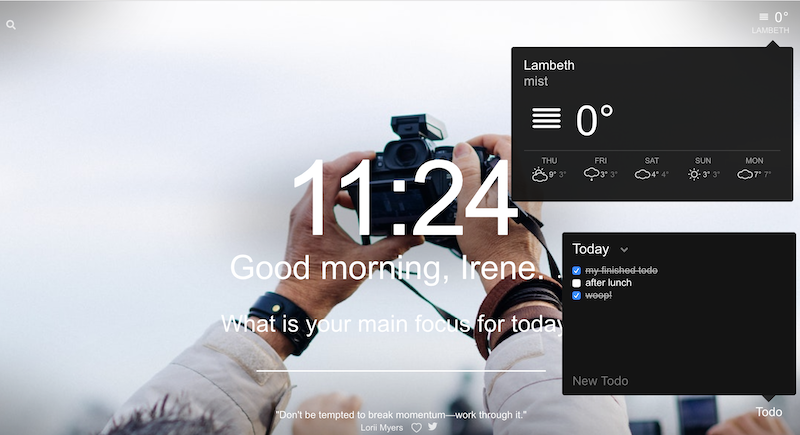 0°
LAMBETH
Lambeth
mist
0°
THU FRI SAT SUN MON
9° 3° 3° 3° 4° 4° 3° 3° 7° 7°
11:24
Good morning, Irene. .
What is your main focus for today
Today
my finished todo
after lunch
woop!
New Todo
"Don't be tempted to break momentum—work through it."
Lorii Myers
Todo